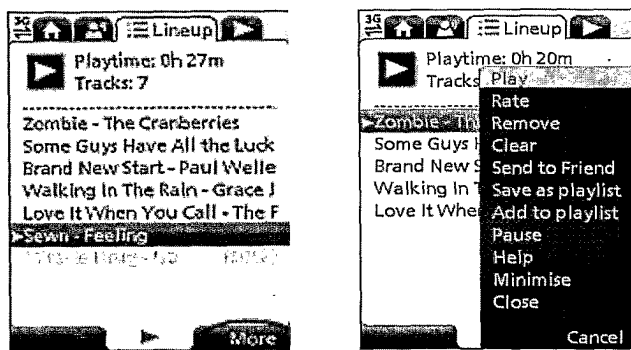 3G
Lineup
Playtime: 0h 27m
Tracks: 7
Zombie - The Cranberries
Some Guys Have All the Luck
Brand New Start - Paul Welle
Walking In The Rain - Grace J
Love It When You Call - The F
Sewn - Feeling
More
3G
Lineup
Playtime: 0h 20m
Tracks
Zombie - Th
Some Guys H
Brand New S
Walking In T
Love It Whe
Play
Rate
Remove
Clear
Send to Friend
Save as playlist
Add to playlist
Pause
Help
Minimise
Close
Cancel